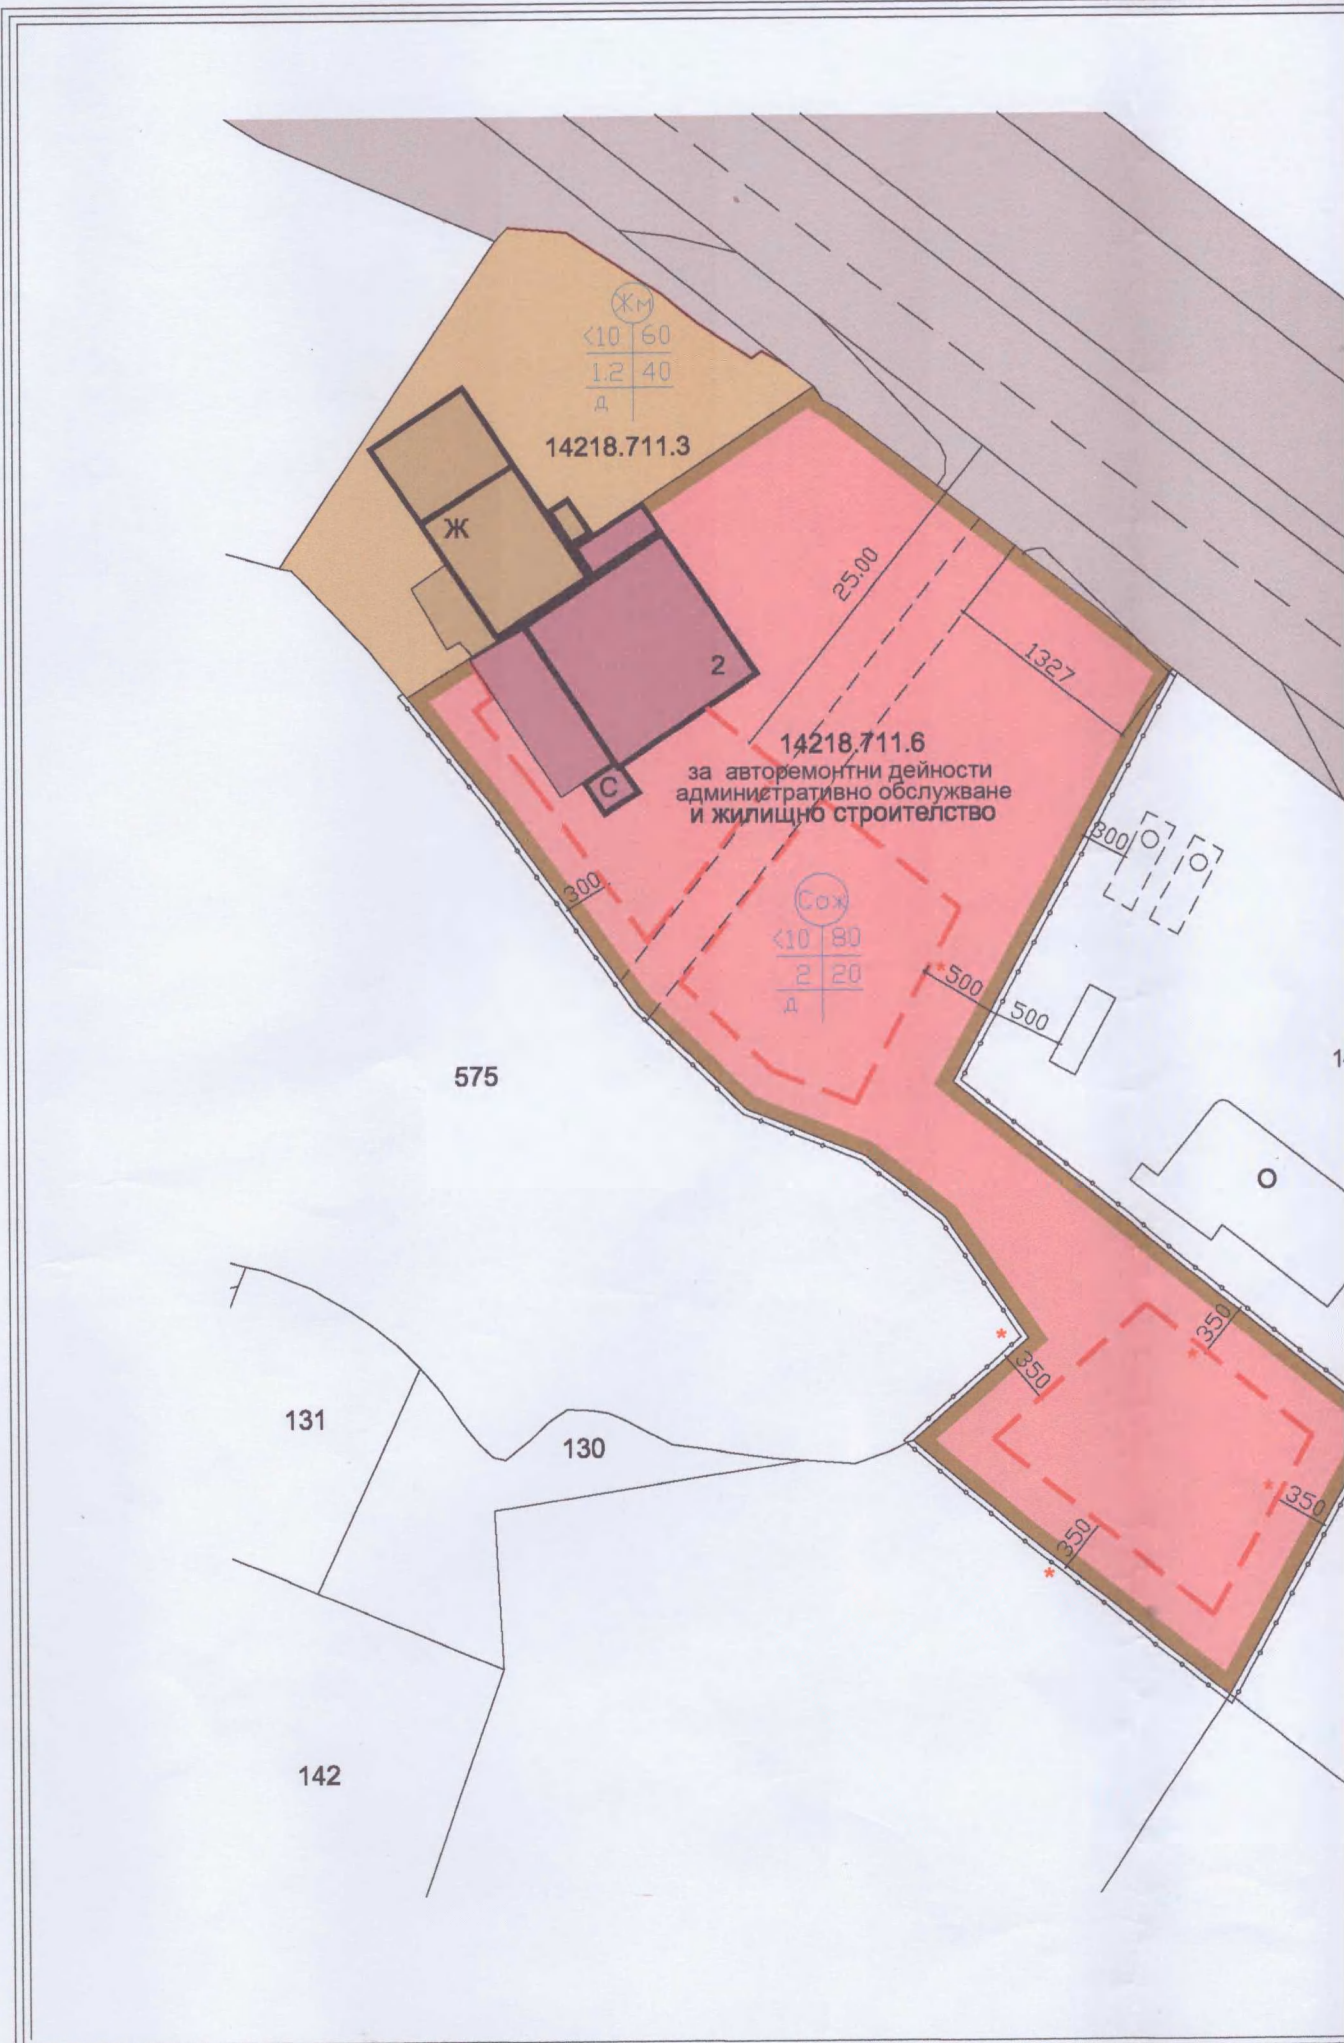 Жм
<10 60
1.2 40
д
14218.711.3
Ж
25.00
1327
2
14218.711.6
за авторемонтни дейности
административно обслужване
и жилищно строителство
С
300
300
Сож
<10 80
2 20
д
*
500
500
575
О
*
350
*
350
131
130
*
350
350
*
142